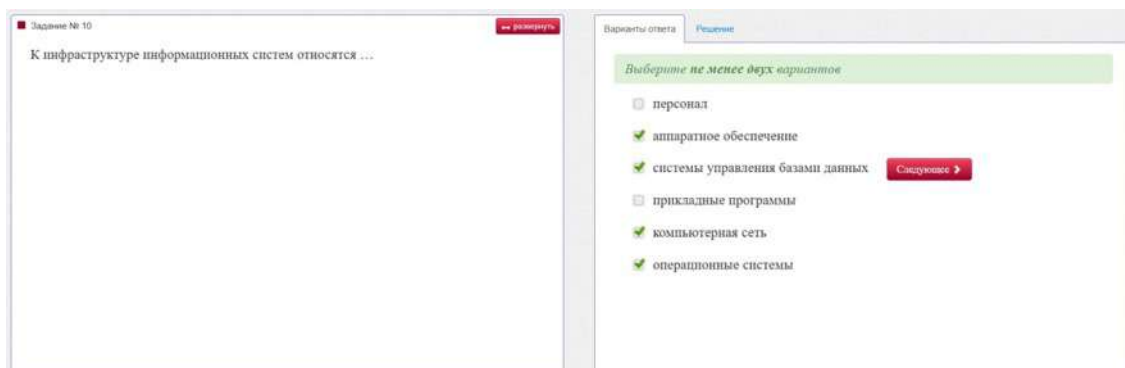 Задание № 10
развернуть
К инфраструктуре информационных систем относятся …
Варианты ответа
Решение
Выберите не менее двух вариантов
персонал
аппаратное обеспечение
системы управления базами данных
Следующее
прикладные программы
компьютерная сеть
операционные системы